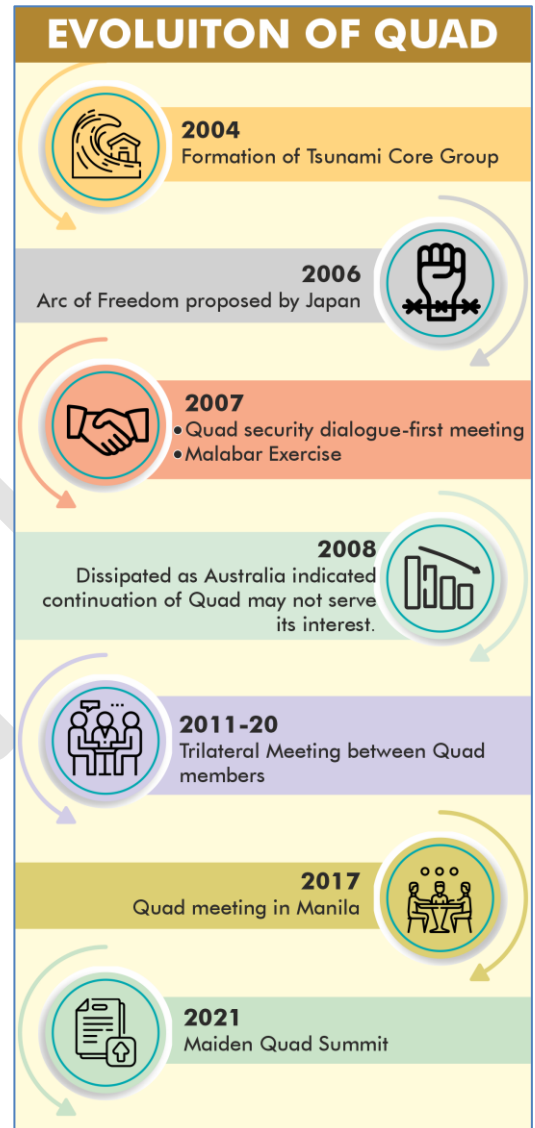 EVOLUITON OF QUAD
2004
Formation of Tsunami Core Group
2006
Arc of Freedom proposed by Japan
2007
•Quad security dialogue-first meeting
•Malabar Exercise
2008
Dissipated as Australia indicated
continuation of Quad may not serve
its interest.
2011-20
Trilateral Meeting between Quad
members
2017
Quad meeting in Manila
2021
Maiden Quad Summit